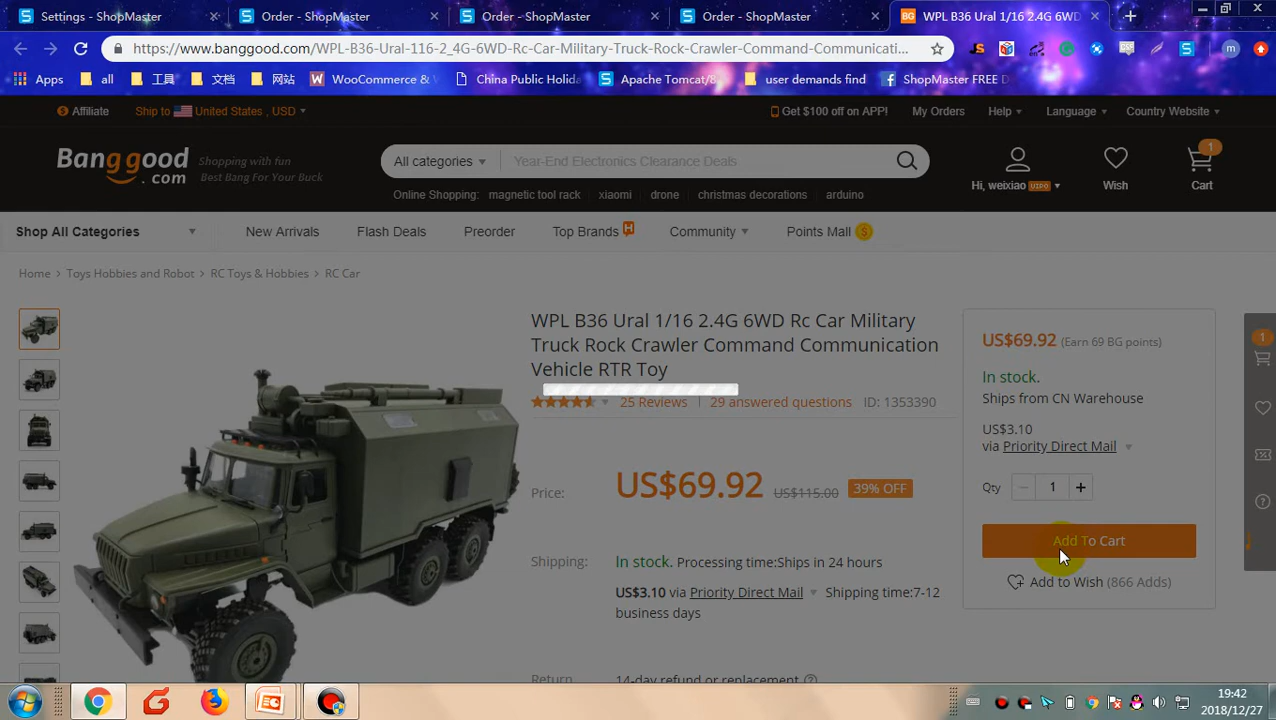 Settings - ShopMaster
Order - ShopMaster
Order - ShopMaster
Order - ShopMaster
WPL B36 Ural 1/16 2.4G 6WD
https://www.banggood.com/WPL-B36-Ural-116-2_4G-6WD-Rc-Car-Military-Truck-Rock-Crawler-Command-Communicati...
m
Apps
all
工具
文档
网站
WooCommerce &
China Public Holida
Apache Tomcat/8
user demands find
ShopMaster FREE D
Affiliate
Ship to United States , USD
Get $100 off on APP!
My Orders
Help
Language
Country Website
Banggood.com
Shopping with fun
Best Bang For Your Buck
All categories
Year-End Electronics Clearance Deals
Online Shopping: magnetic tool rack xiaomi drone christmas decorations arduino
Hi, weixiao VIP0
Wish
1
Cart
Shop All Categories
New Arrivals
Flash Deals
Preorder
Top Brands H
Community
Points Mall $
Home > Toys Hobbies and Robot > RC Toys & Hobbies > RC Car
WPL B36 Ural 1/16 2.4G 6WD Rc Car Military
Truck Rock Crawler Command Communication
Vehicle RTR Toy
25 Reviews 29 answered questions ID: 1353390
Price: US$69.92 US$115.00 39% OFF
Shipping: In stock. Processing time:Ships in 24 hours
US$3.10 via Priority Direct Mail Shipping time:7-12
business days
Return 14-day refund or replacement
US$69.92 (Earn 69 BG points)
In stock.
Ships from CN Warehouse
US$3.10
via Priority Direct Mail
Qty - 1 +
Add To Cart
Add to Wish (866 Adds)
1
19:42
2018/12/27